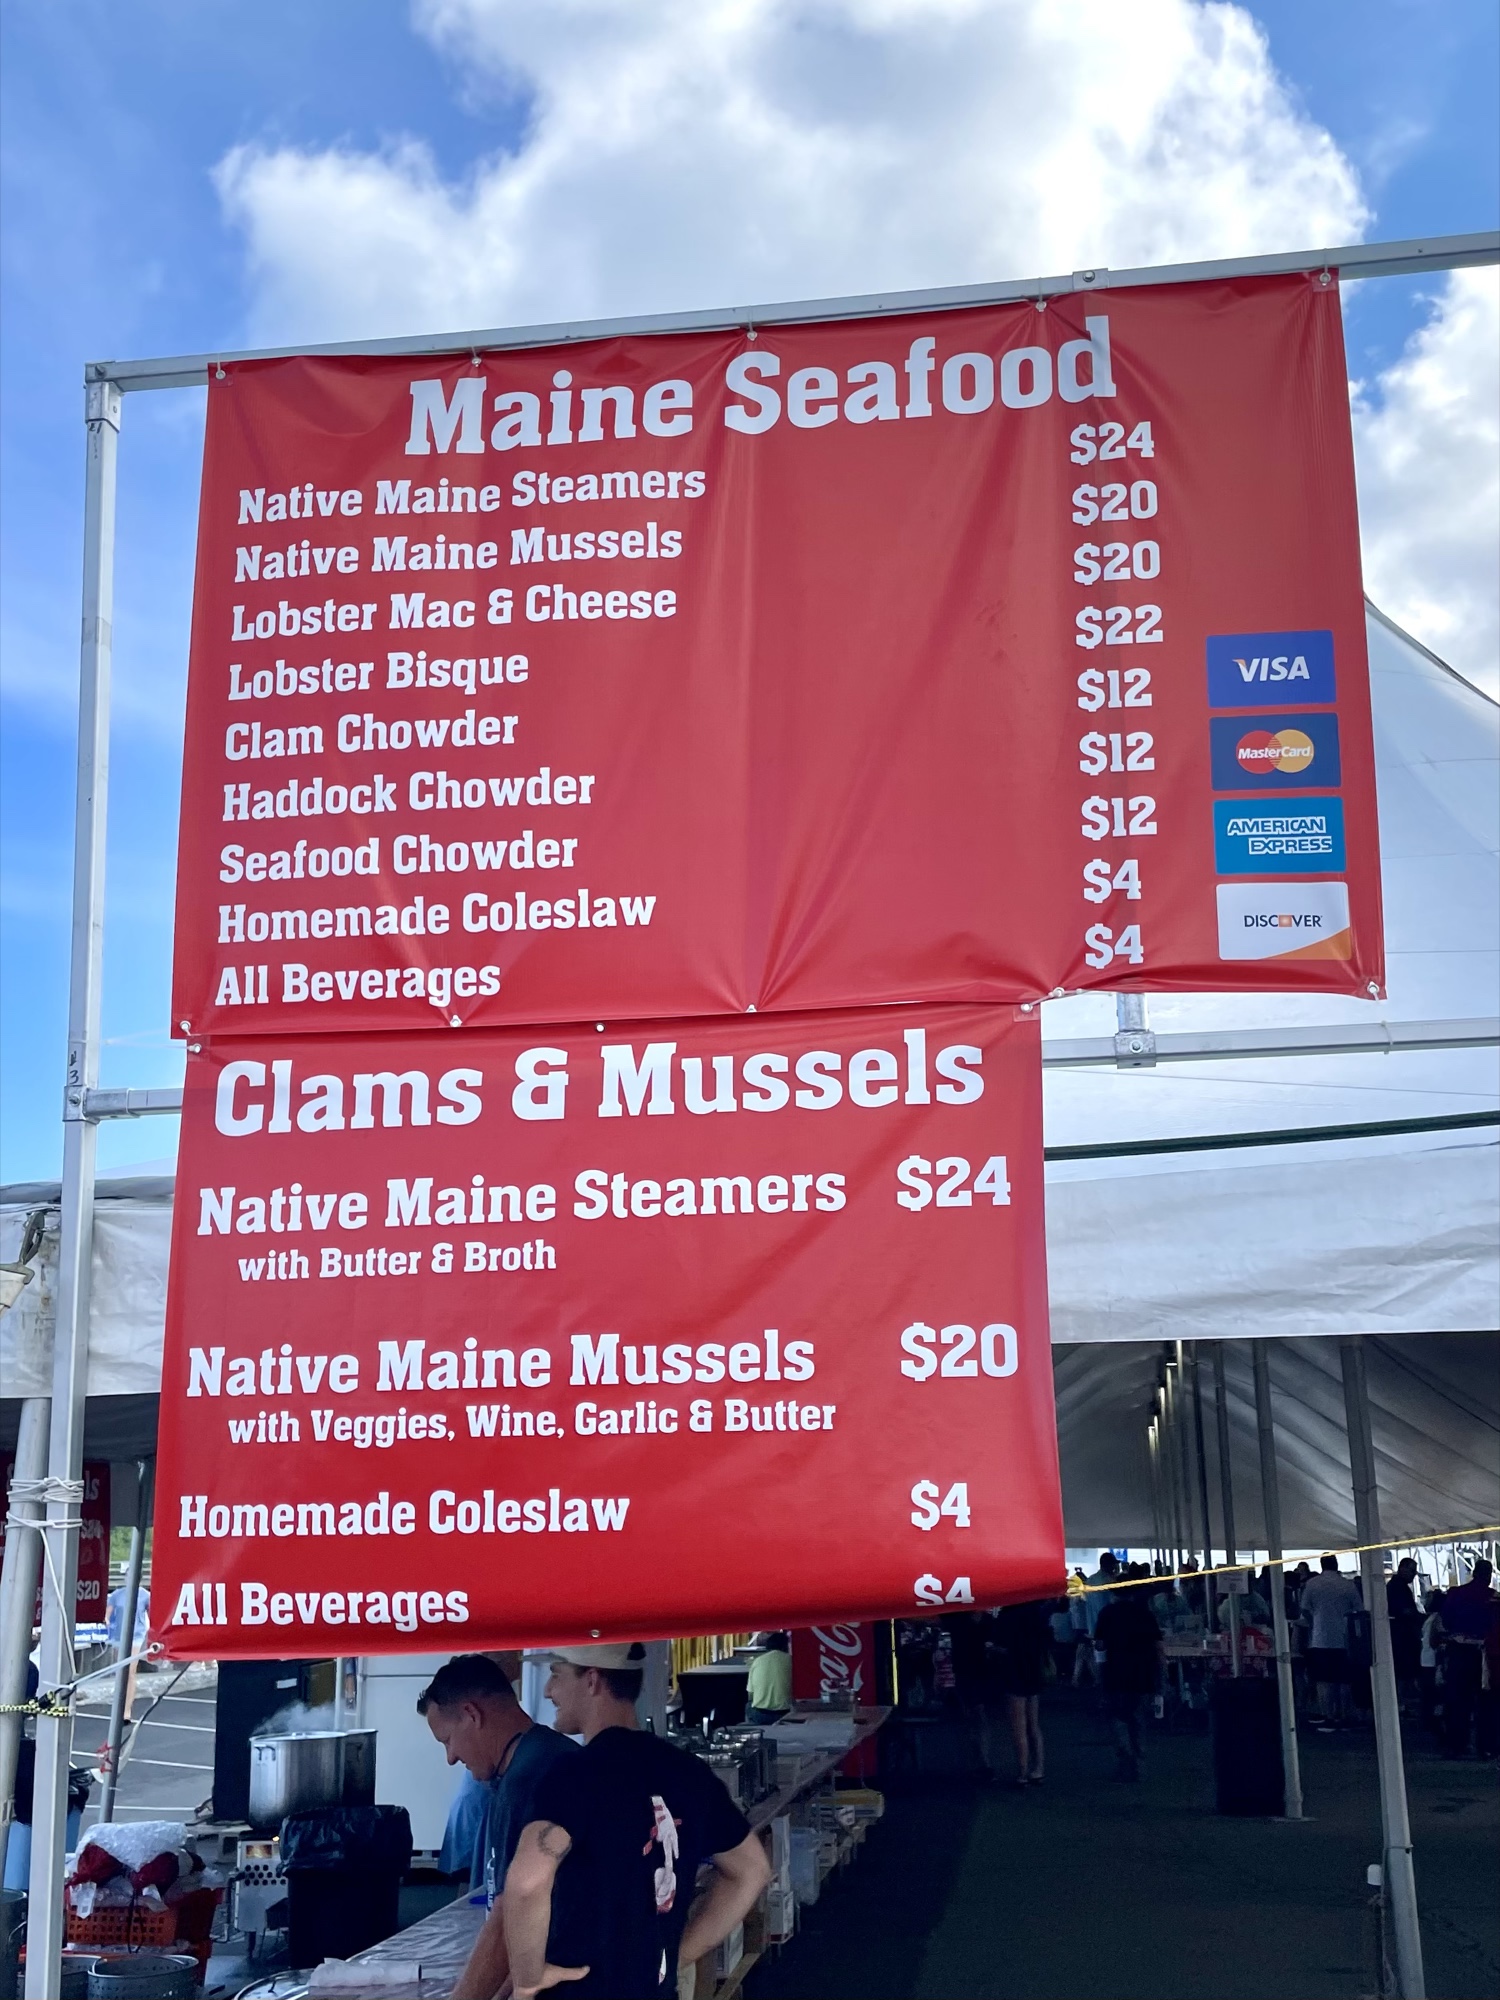 Maine Seafood
Native Maine Steamers $24
Native Maine Mussels $20
Lobster Mac & Cheese $20
Lobster Bisque $22
Clam Chowder $12
Haddock Chowder $12
Seafood Chowder $12
Homemade Coleslaw $4
All Beverages $4
VISA
MasterCard
AMERICAN
EXPRESS
DISCOVER
Clams & Mussels
Native Maine Steamers $24
with Butter & Broth
Native Maine Mussels $20
with Veggies, Wine, Garlic & Butter
Homemade Coleslaw $4
All Beverages $4
$20